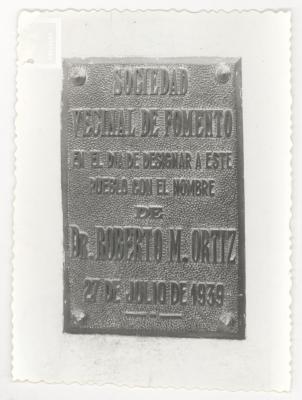 SOCIEDAD
VECINAL DE FOMENTO
EN EL DIA DE DESIGNAR A ESTE
PUEBLO CON EL NOMBRE
DE
DR. ROBERTO M. ORTIZ
27 DE JULIO DE 1939